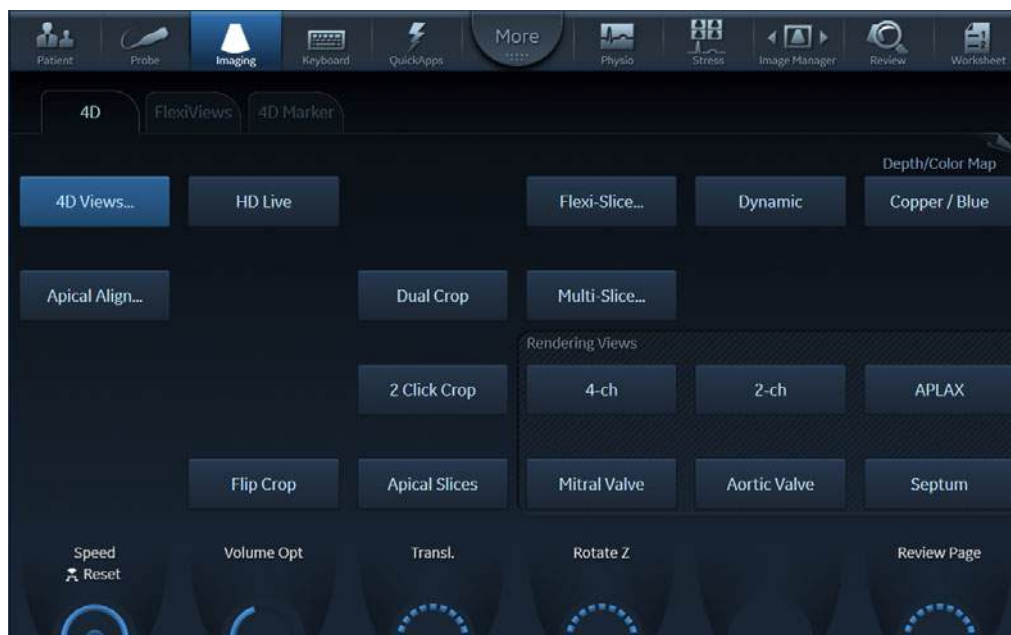 More
Patient Probe Imaging Keyboard QuickApps Physio Stress Image Manager Review Worksheet
4D FlexiViews 4D Marker
Depth/Color Map
4D Views... HD Live Flexi-Slice... Dynamic Copper / Blue
Apical Align... Dual Crop Multi-Slice...
Rendering Views
2 Click Crop 4-ch 2-ch APLAX
Flip Crop Apical Slices Mitral Valve Aortic Valve Septum
Speed Volume Opt Transl. Rotate Z Review Page
Reset